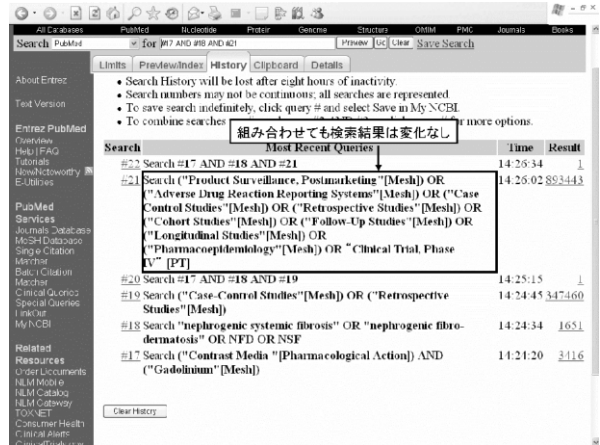 All Databases PubMed Nucleotide Protein Genome Structure OMIM PMC Journals Books
Search PubMed for #17 AND #18 AND #21 Preview Go Clear Save Search
Limits Preview/Index History Clipboard Details
About Entrez
Text Version
Entrez PubMed
Overview
Help | FAQ
Tutorials
New/Noteworthy
E-Utilities
PubMed
Services
Journals Database
MeSH Database
Single Citation
Matcher
Batch Citation
Matcher
Clinical Queries
Special Queries
LinkOut
My NCBI
Related
Resources
Order Documents
NLM Mobile
NLM Catalog
NLM Gateway
TOXNET
Consumer Health
Clinical Alerts
ClinicalTrials.gov
• Search History will be lost after eight hours of inactivity.
• Search numbers may not be continuous; all searches are represented.
• To save search indefinitely, click query # and select Save in My NCBI.
• To combine searches for more options.
組み合わせても検索結果は変化なし
Search Most Recent Queries Time Result
#22 Search #17 AND #18 AND #21 14:26:34 1
#21 Search ("Product Surveillance, Postmarketing"[Mesh]) OR 14:26:02 893443
("Adverse Drug Reaction Reporting Systems"[Mesh]) OR ("Case
Control Studies"[Mesh]) OR ("Retrospective Studies"[Mesh]) OR
("Cohort Studies"[Mesh]) OR ("Follow-Up Studies"[Mesh]) OR
("Longitudinal Studies"[Mesh]) OR
("Pharmacoepidemiology"[Mesh]) OR "Clinical Trial, Phase
IV" [PT]
#20 Search #17 AND #18 AND #19 14:25:15 1
#19 Search ("Case-Control Studies"[Mesh]) OR ("Retrospective 14:24:45 347460
Studies"[Mesh])
#18 Search "nephrogenic systemic fibrosis" OR "nephrogenic fibro- 14:24:34 1651
dermatosis" OR NFD OR NSF
#17 Search ("Contrast Media "[Pharmacological Action]) AND 14:21:20 3416
("Gadolinium"[Mesh])
Clear History